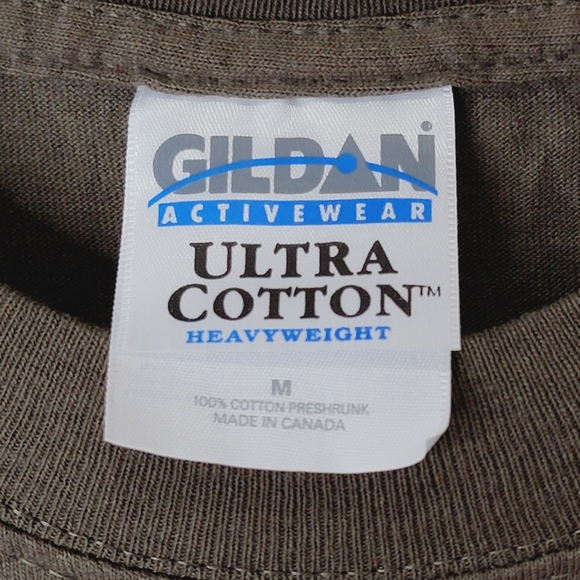 GILDAN®
ACTIVEWEAR
ULTRA
COTTON™
HEAVYWEIGHT
M
100% COTTON PRESHRUNK
MADE IN CANADA